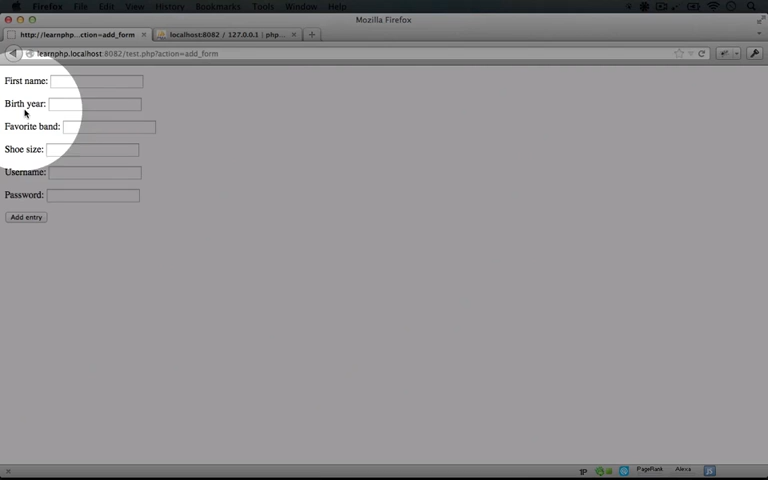 Firefox File Edit View History Bookmarks Tools Window Help
Mozilla Firefox
http://learnphp...ction=add_form
localhost:8082 / 127.0.0.1 | php...
learnphp.localhost:8082/test.php?action=add_form
First name:
Birth year:
Favorite band:
Shoe size:
Username:
Password:
Add entry
1P PageRank Alexa